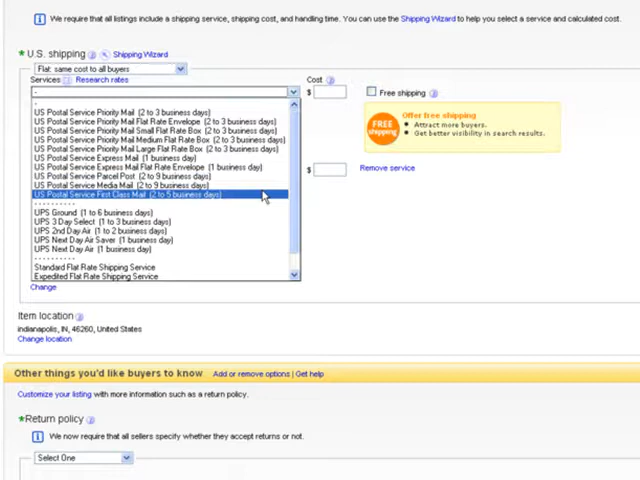 We require that all listings include a shipping service, shipping cost, and handling time. You can use the Shipping Wizard to help you select a service and calculated cost.
* U.S. shipping Shipping Wizard
Flat: same cost to all buyers
Services Research rates Cost
- $ Free shipping
-
US Postal Service Priority Mail (2 to 3 business days)
US Postal Service Priority Mail Flat Rate Envelope (2 to 3 business days)
US Postal Service Priority Mail Small Flat Rate Box (2 to 3 business days)
US Postal Service Priority Mail Medium Flat Rate Box (2 to 3 business days)
US Postal Service Priority Mail Large Flat Rate Box (2 to 3 business days)
US Postal Service Express Mail (1 business day)
US Postal Service Express Mail Flat Rate Envelope (1 business day)
US Postal Service Parcel Post (2 to 9 business days)
US Postal Service Media Mail (2 to 9 business days)
US Postal Service First Class Mail (2 to 5 business days)
----------
UPS Ground (1 to 6 business days)
UPS 3 Day Select (1 to 3 business days)
UPS 2nd Day Air (1 to 2 business days)
UPS Next Day Air Saver (1 business day)
UPS Next Day Air (1 business day)
----------
Standard Flat Rate Shipping Service
Expedited Flat Rate Shipping Service
FREE shipping
Offer free shipping
• Attract more buyers.
• Get better visibility in search results.
$ Remove service
Change
Item location
indianapolis, IN, 46260, United States
Change location
Other things you'd like buyers to know Add or remove options | Get help
Customize your listing with more information such as a return policy.
*Return policy
We now require that all sellers specify whether they accept returns or not.
Select One